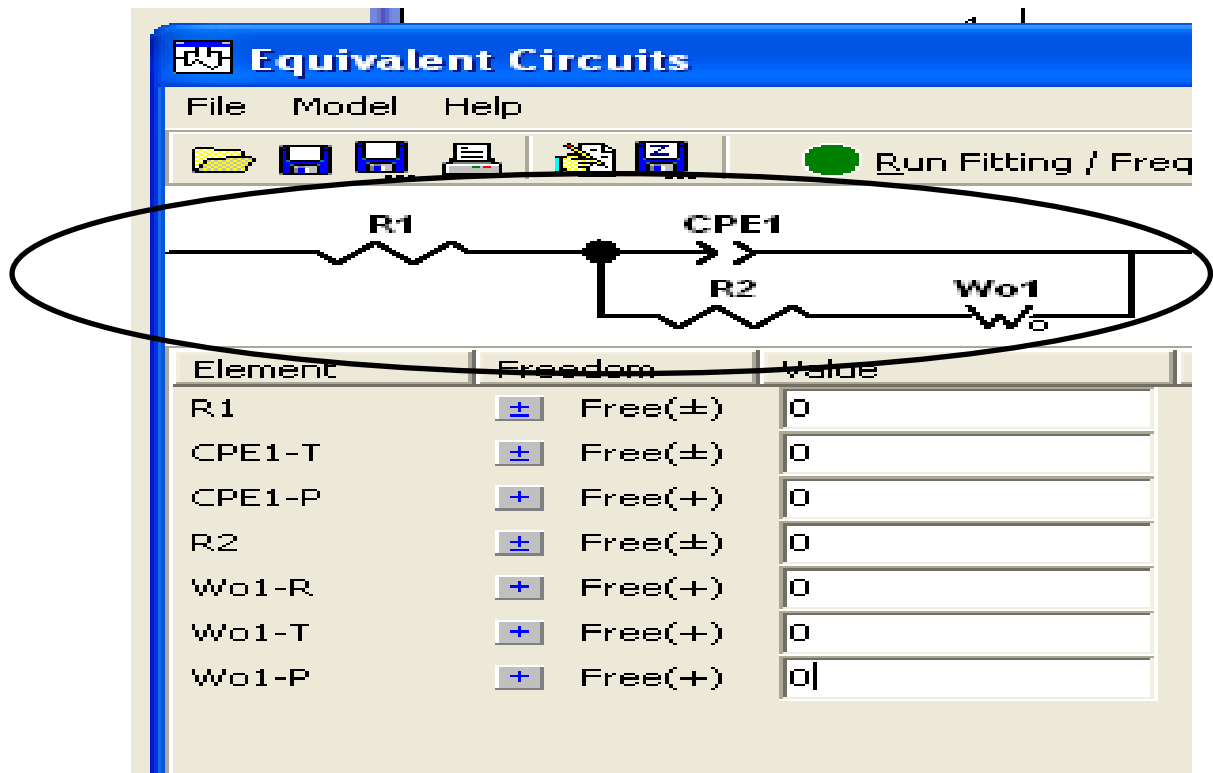 Equivalent Circuits
File Model Help
Run Fitting / Freq
R1 CPE1
R2 Wo1
Element Freedom Value
R1 ± Free(±) 0
CPE1-T ± Free(±) 0
CPE1-P + Free(+) 0
R2 ± Free(±) 0
Wo1-R + Free(+) 0
Wo1-T + Free(+) 0
Wo1-P + Free(+) 0